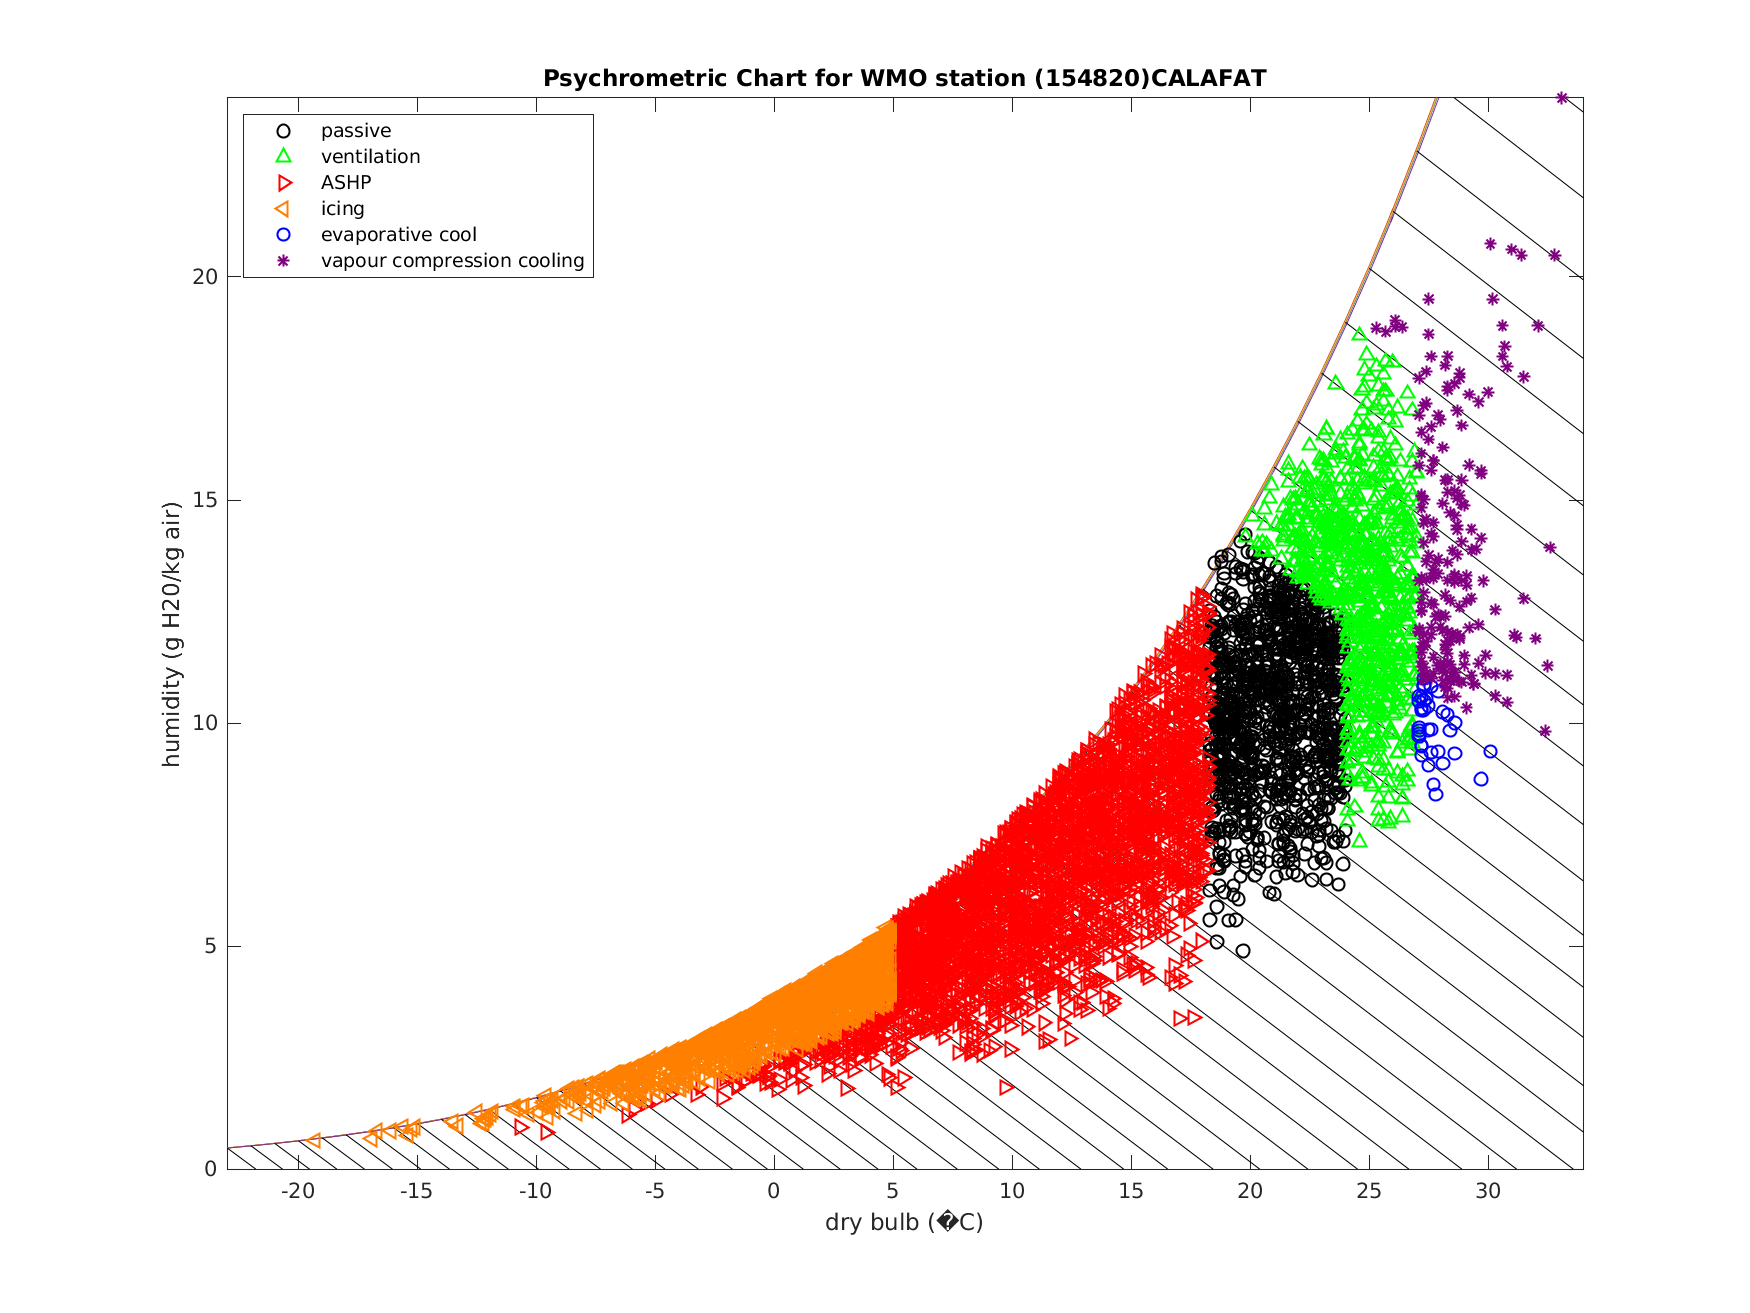 Psychrometric Chart for WMO station (154820)CALAFAT
passive
ventilation
ASHP
icing
evaporative cool
vapour compression cooling
humidity (g H20/kg air)
20
15
10
5
0
-20 -15 -10 -5 0 5 10 15 20 25 30
dry bulb (�C)